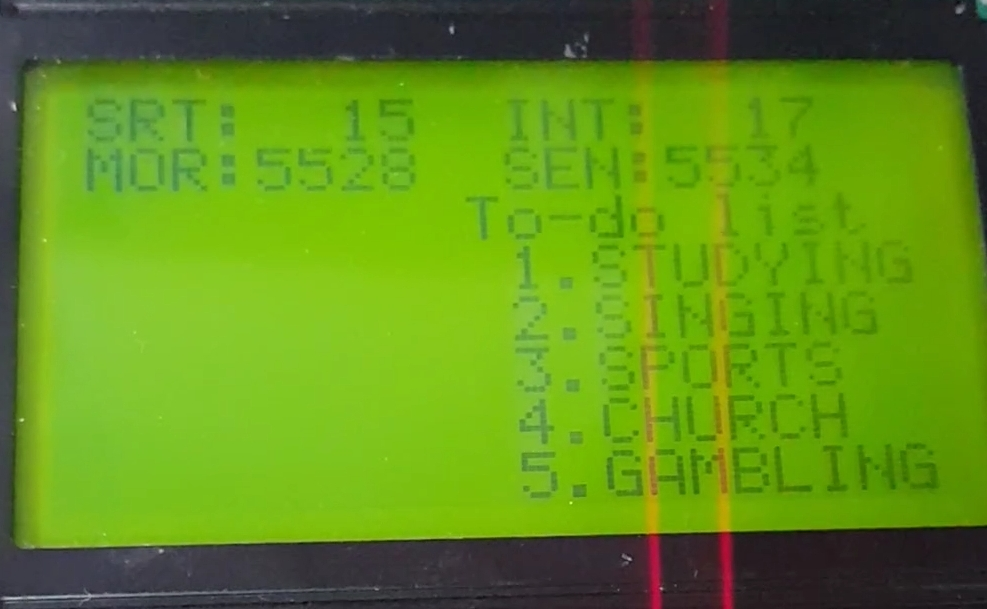 SRT: 15 INT: 17
MOR:5528 SEN:5534
To-do list
1.STUDYING
2.SINGING
3.SPORTS
4.CHURCH
5.GAMBLING